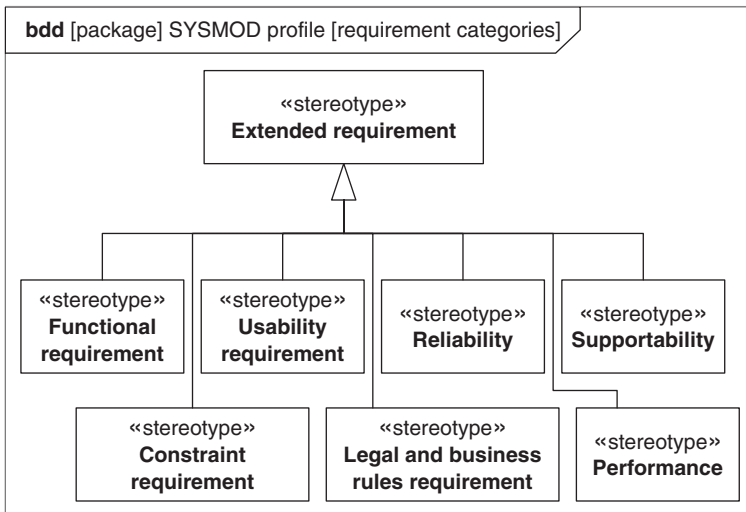 bdd [package] SYSMOD profile [requirement categories]
«stereotype»
Extended requirement
«stereotype»
Functional
requirement
«stereotype»
Usability
requirement
«stereotype»
Reliability
«stereotype»
Supportability
«stereotype»
Constraint
requirement
«stereotype»
Legal and business
rules requirement
«stereotype»
Performance